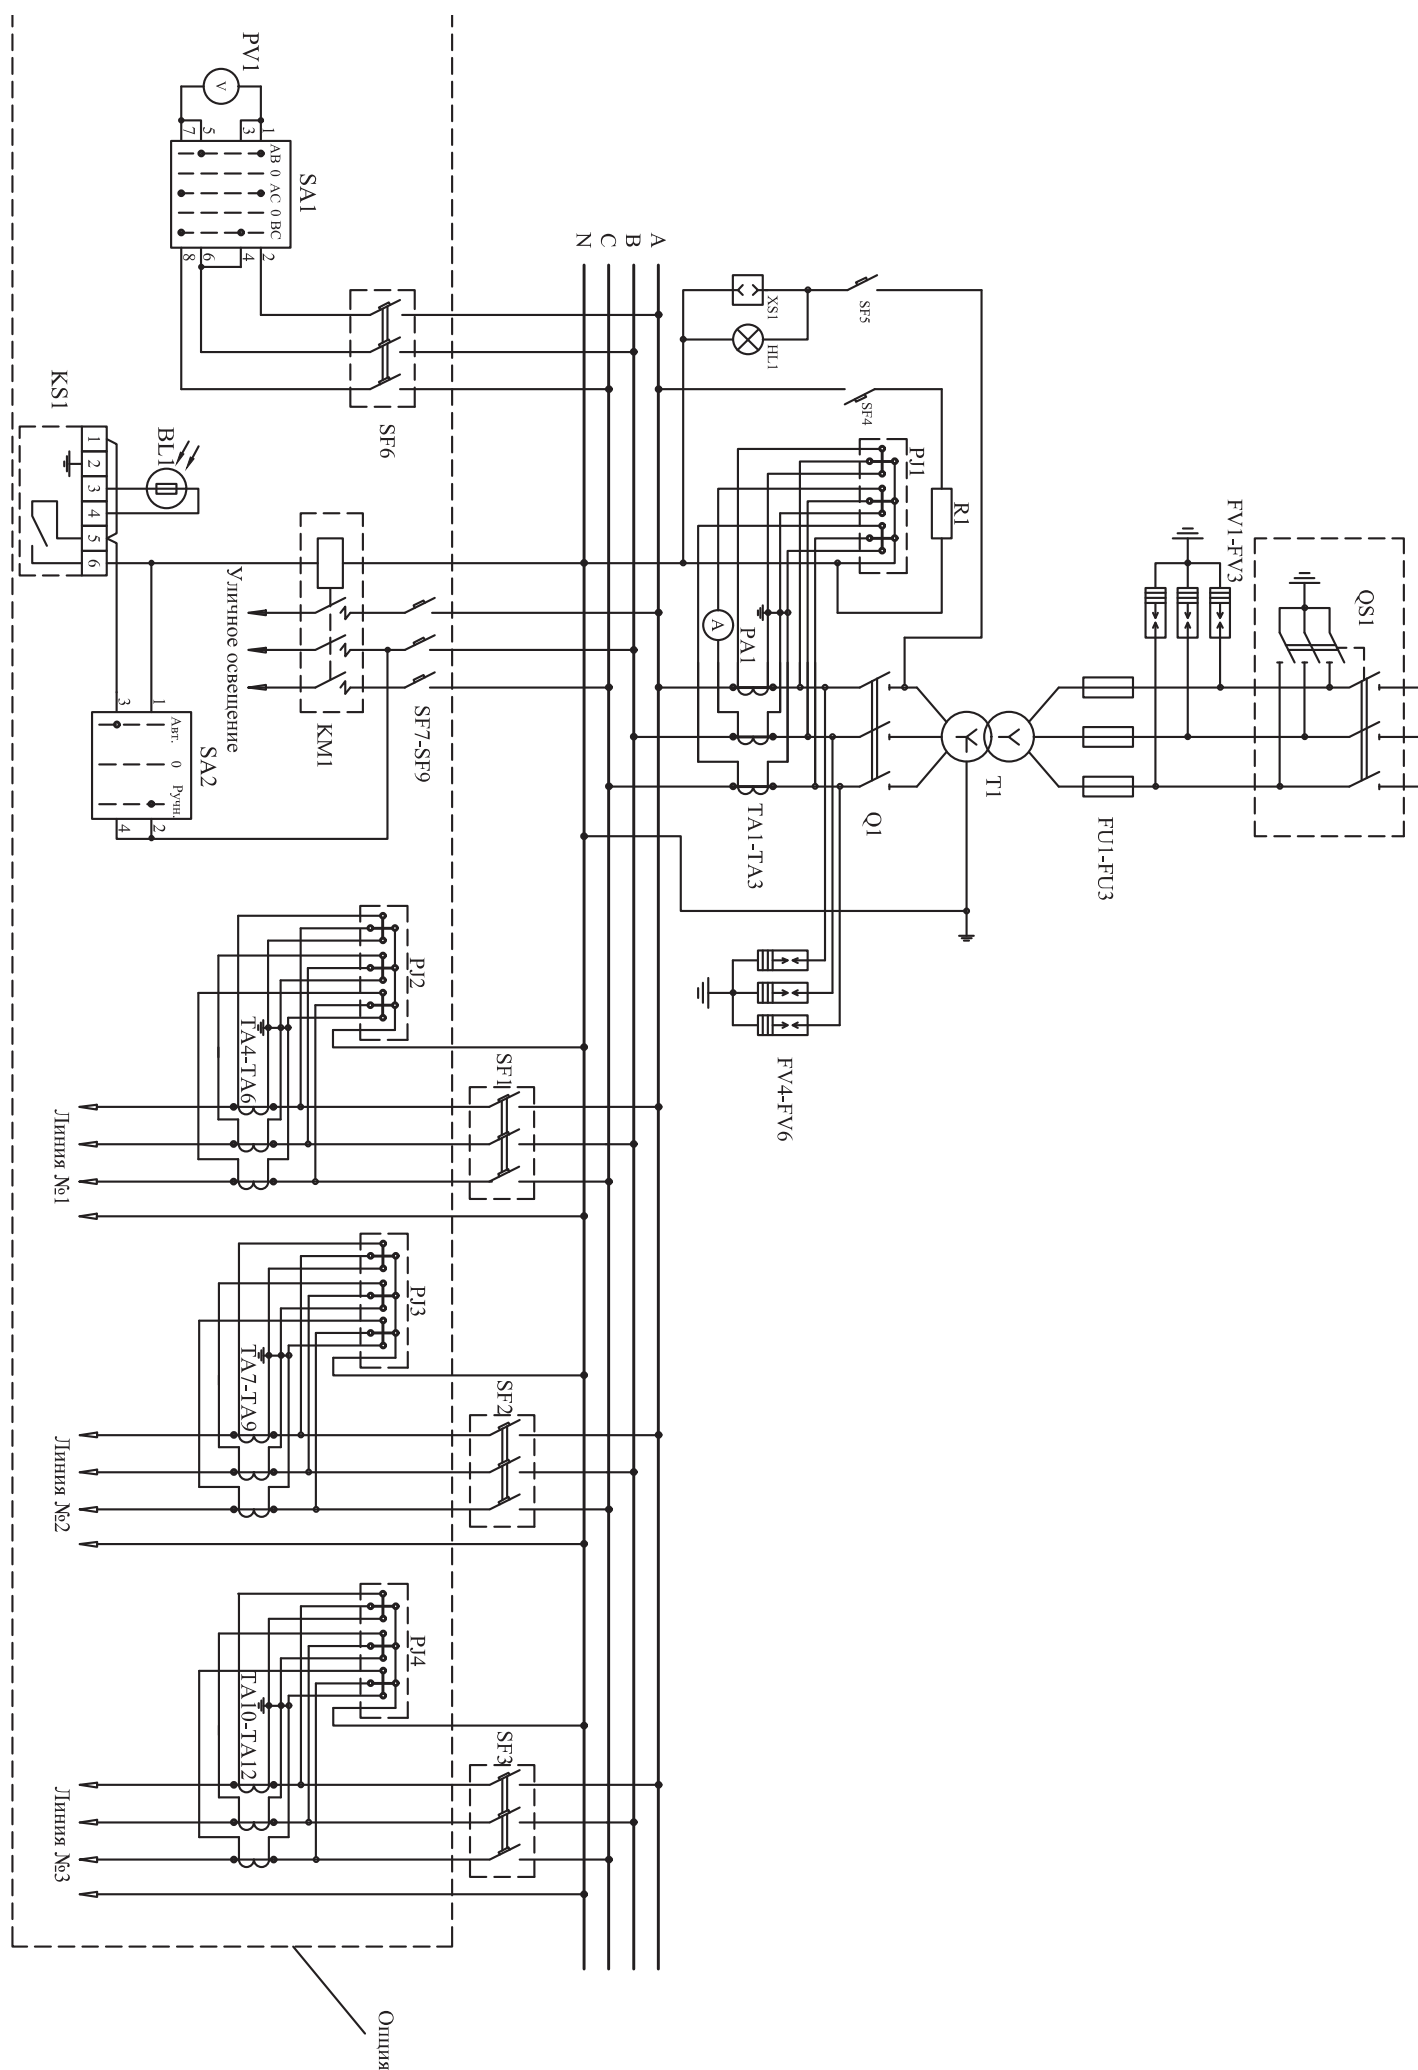 QS1
FV1-FV3
FU1-FU3
T1
Q1
FV4-FV6
R1
PJ1
SF5
SF4
XS1
HL1
PA1
A
TA1-TA3
A
B
C
N
SF6
SF7-SF9
SF1
SF2
SF3
PJ2
PJ3
PJ4
SA1
1
3
5
7
AB 0 AC 0 BC
2
4
6
8
PV1
V
KM1
TA4-TA6
TA7-TA9
TA10-TA12
Уличное освещение
SA2
1
3
Авт.
0
Ручн.
2
4
BL1
KS1
1
2
3
4
5
6
Линия №1
Линия №2
Линия №3
Опция